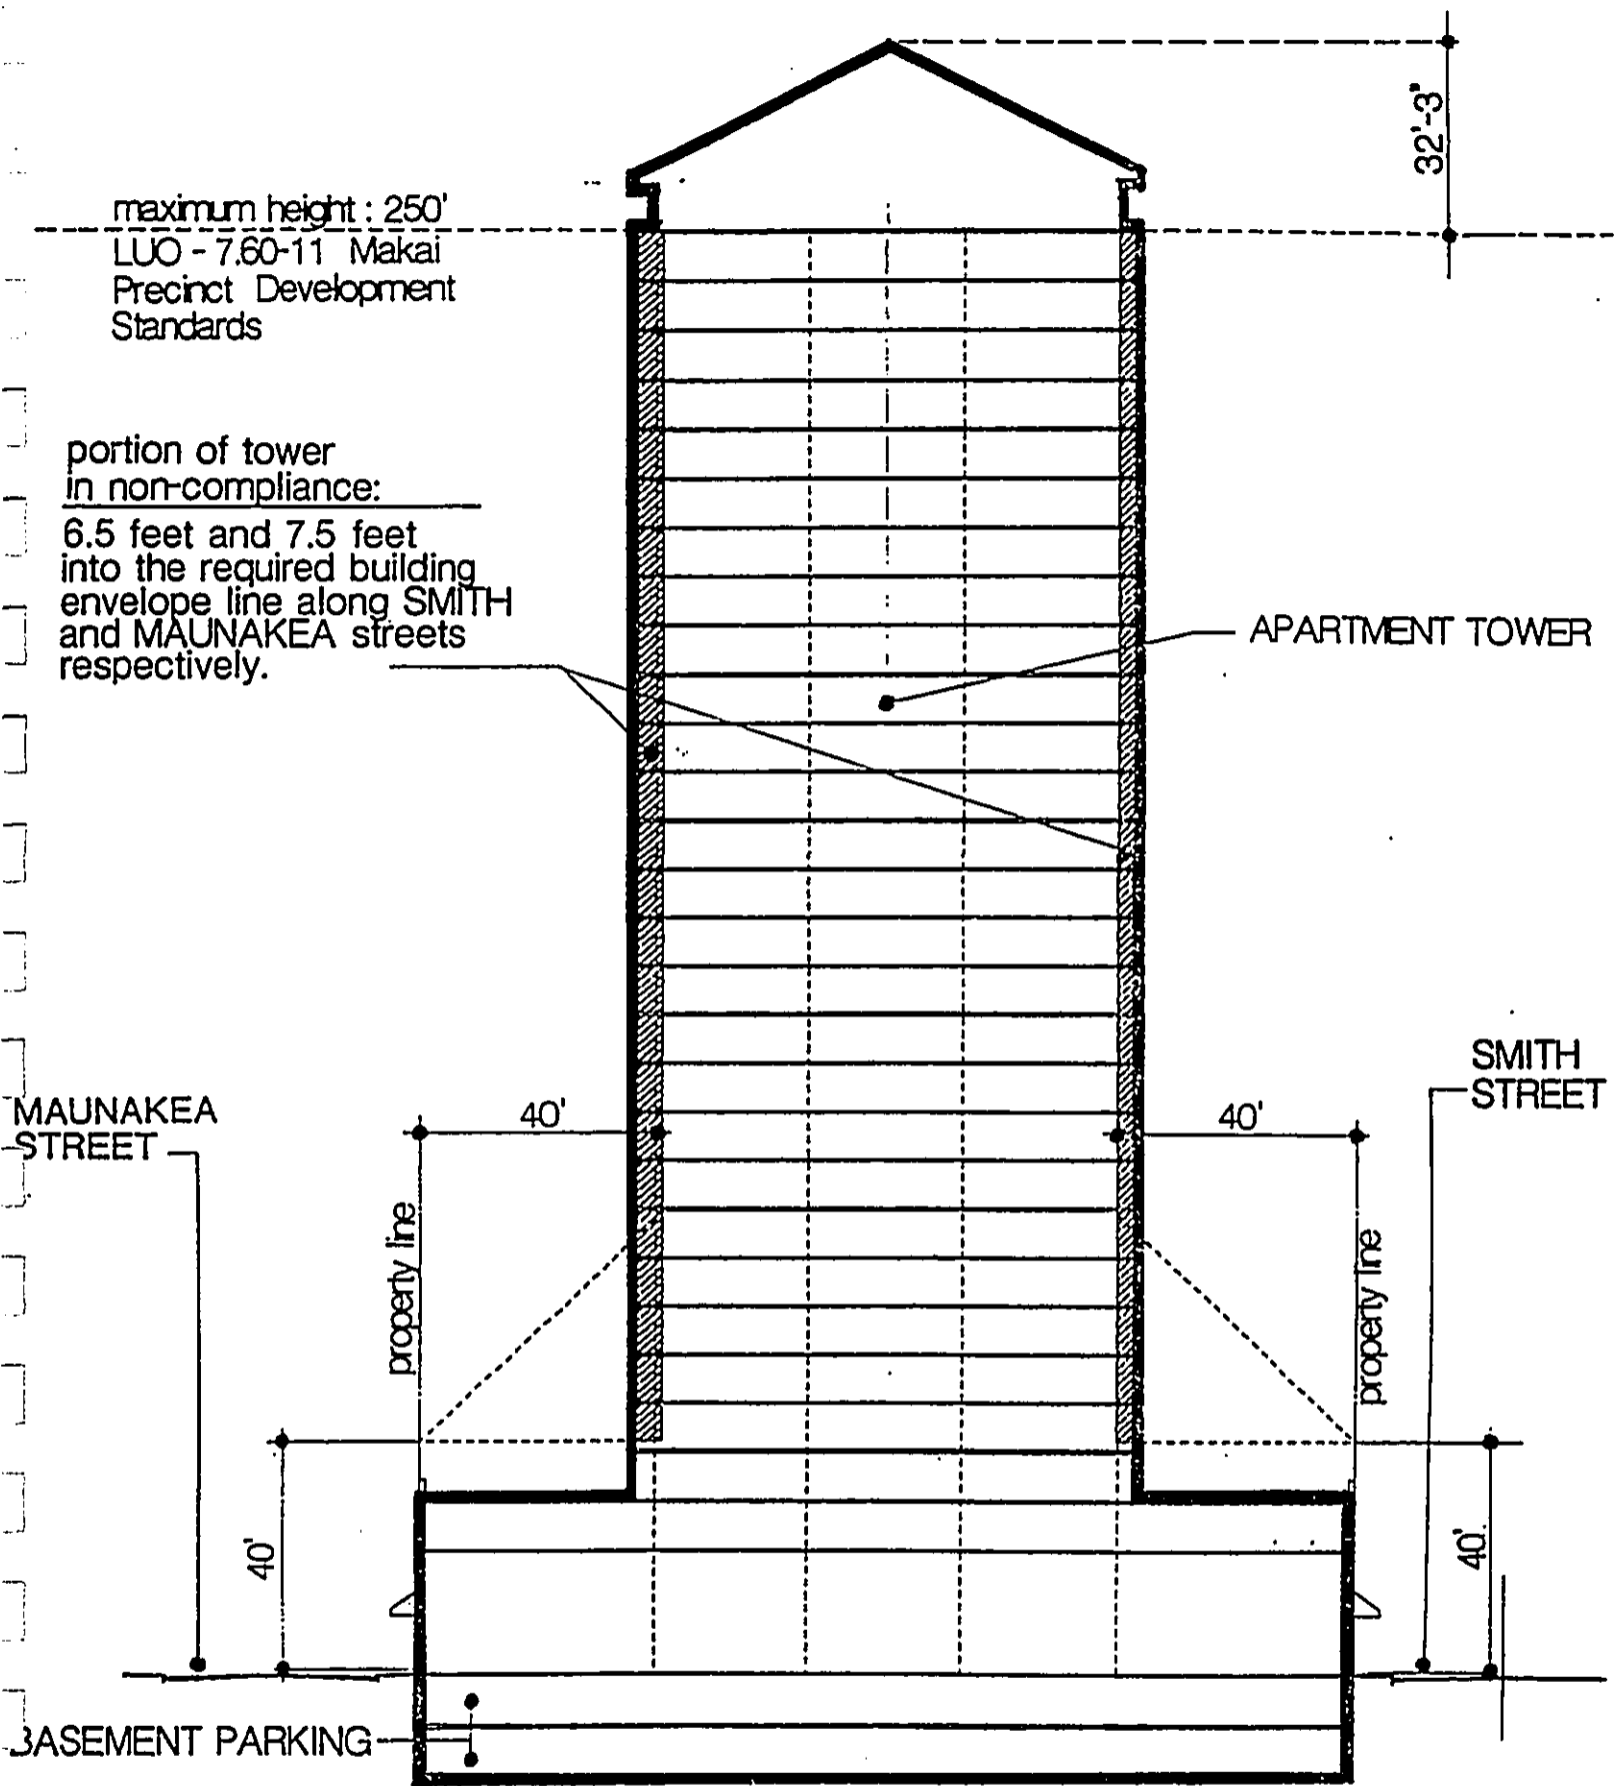 32'-3"
maximum height : 250'
LUO - 7.60-11 Makai
Precinct Development
Standards
portion of tower
in non-compliance:
6.5 feet and 7.5 feet
into the required building
envelope line along SMITH
and MAUNAKEA streets
respectively.
APARTMENT TOWER
SMITH
STREET
MAUNAKEA
STREET
40'
40'
property line
property line
40'
40'
BASEMENT PARKING